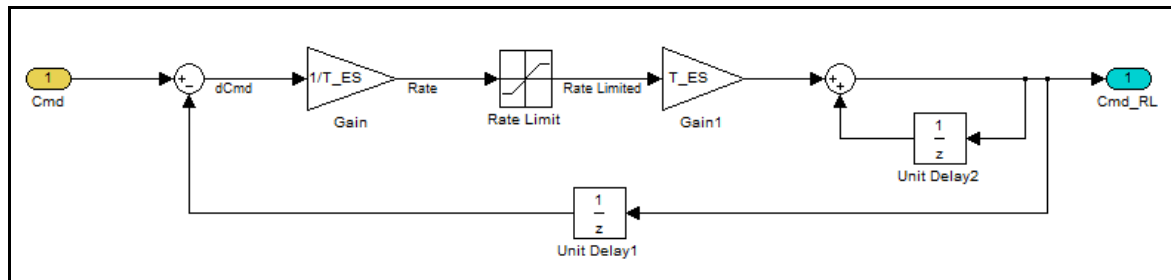 1
Cmd
+
−
dCmd
1/T_ES
Gain
Rate
Rate Limit
Rate Limited
T_ES
Gain1
+
+
1
z
Unit Delay2
1
Cmd_RL
1
z
Unit Delay1